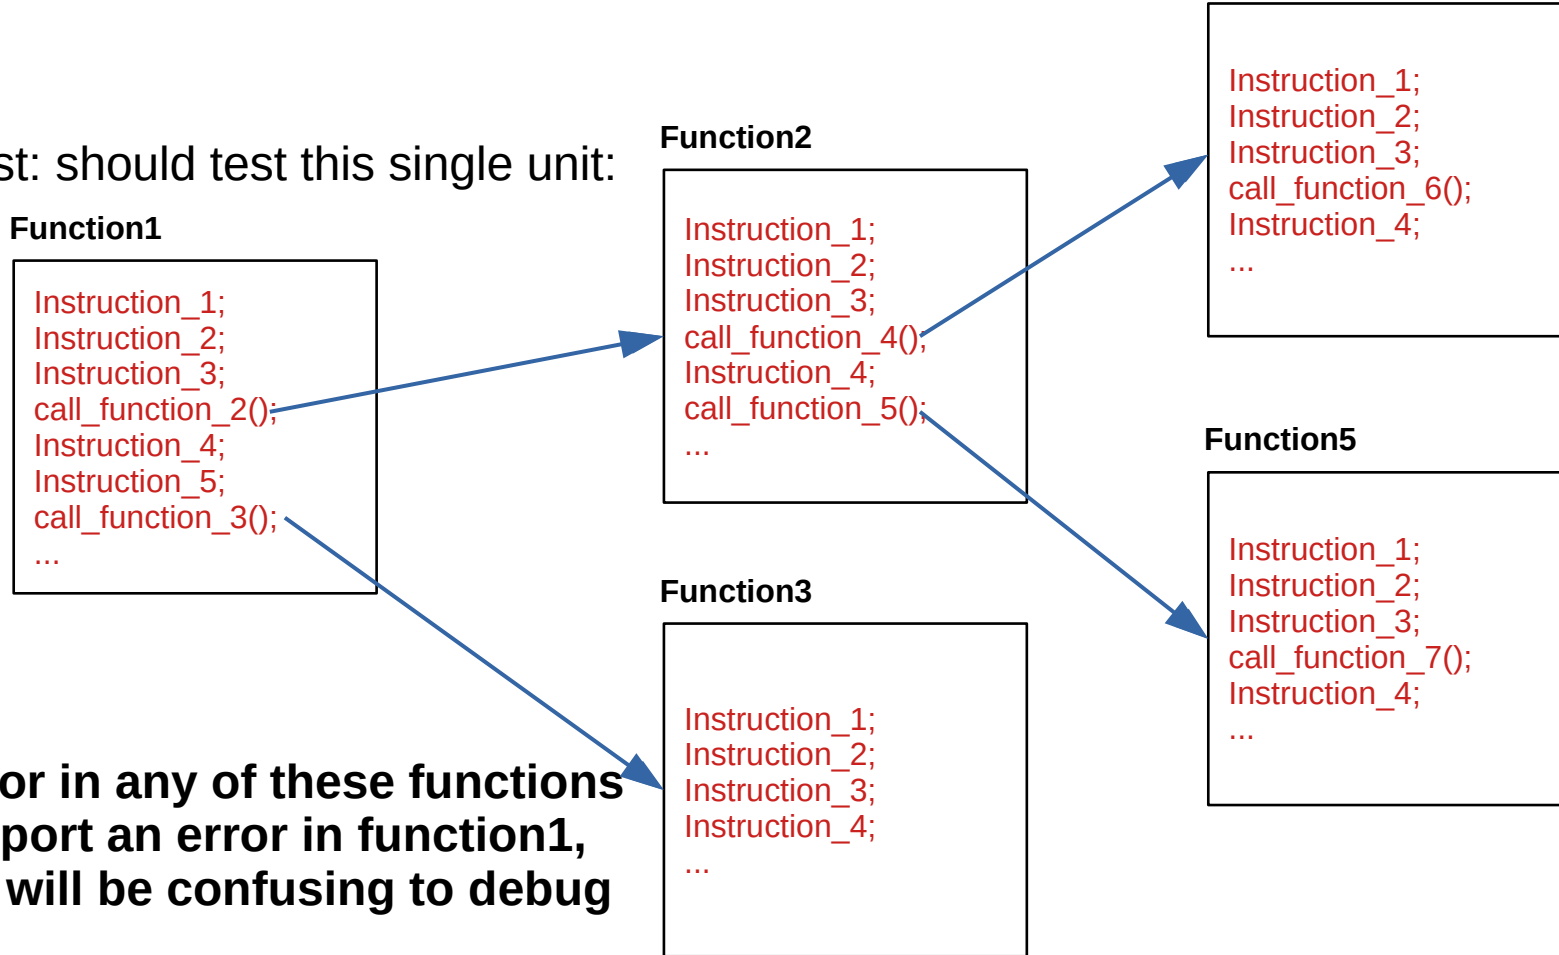 st: should test this single unit:
Function1
Instruction_1;
Instruction_2;
Instruction_3;
call_function_2();
Instruction_4;
Instruction_5;
call_function_3();
...
Function2
Instruction_1;
Instruction_2;
Instruction_3;
call_function_4();
Instruction_4;
call_function_5();
...
Function3
Instruction_1;
Instruction_2;
Instruction_3;
Instruction_4;
...
Instruction_1;
Instruction_2;
Instruction_3;
call_function_6();
Instruction_4;
...
Function5
Instruction_1;
Instruction_2;
Instruction_3;
call_function_7();
Instruction_4;
...
or in any of these functions
port an error in function1,
will be confusing to debug